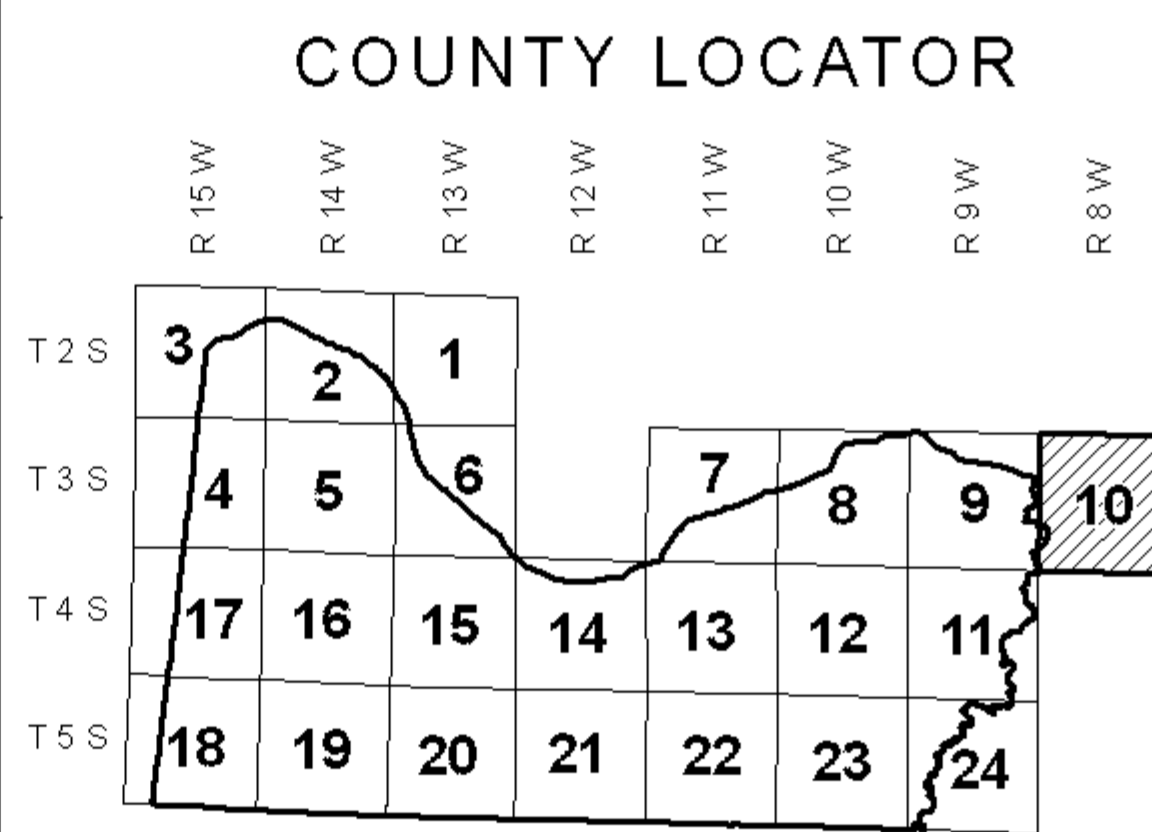 COUNTY LOCATOR
R 15 W R 14 W R 13 W R 12 W R 11 W R 10 W R 9 W R 8 W
T 2 S 3 2 1
T 3 S 4 5 6 7 8 9 10
T 4 S 17 16 15 14 13 12 11
T 5 S 18 19 20 21 22 23 24